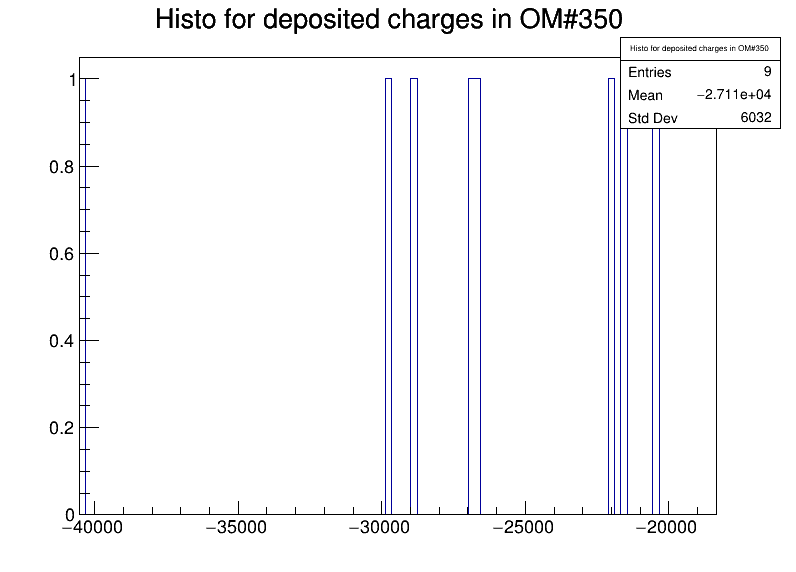 Histo for deposited charges in OM#350
Histo for deposited charges in OM#350
Entries 9
Mean −2.711e+04
Std Dev 6032
1
0.8
0.6
0.4
0.2
0
−40000 −35000 −30000 −25000 −20000